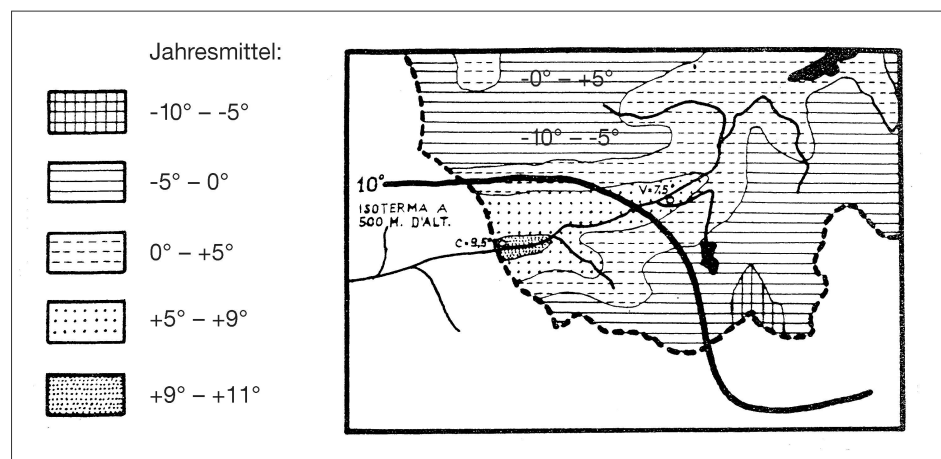 Jahresmittel:
-10° – -5°
-5° – 0°
0° – +5°
+5° – +9°
+9° – +11°
-0° – +5°
-10° – -5°
10°
ISOTERMA A
500 M. D'ALT.
V=7.5°
C=9,5°